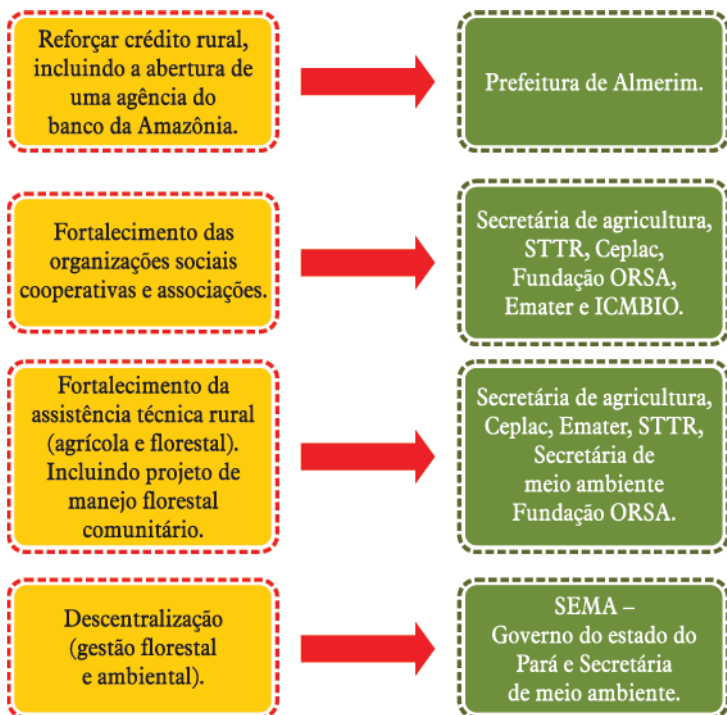 Reforçar crédito rural,
incluindo a abertura de
uma agência do
banco da Amazônia.
Prefeitura de Almerim.
Fortalecimento das
organizações sociais
cooperativas e associações.
Secretária de agricultura,
STTR, Ceplac,
Fundação ORSA,
Emater e ICMBIO.
Fortalecimento da
assistência técnica rural
(agrícola e florestal).
Incluindo projeto de
manejo florestal
comunitário.
Secretária de agricultura,
Ceplac, Emater, STTR,
Secretária de
meio ambiente
Fundação ORSA.
Descentralização
(gestão florestal
e ambiental).
SEMA –
Governo do estado do
Pará e Secretária
de meio ambiente.